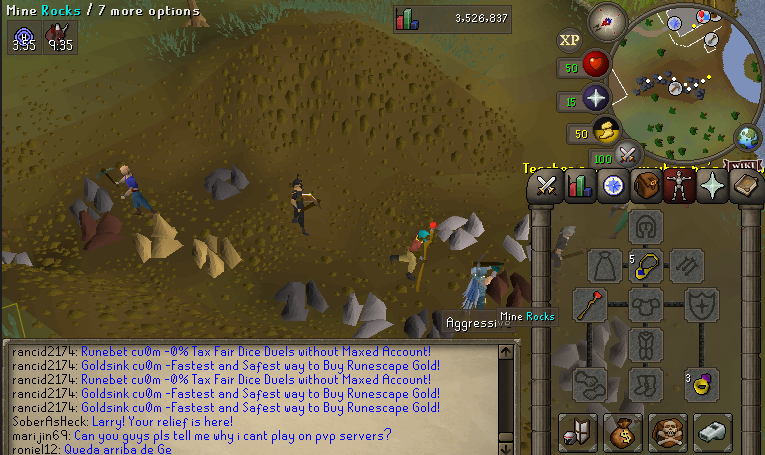 Mine Rocks / 7 more options
3,526,837
3:55
9:35
XP
50
15
50
100
WIKI
5
Mine Rocks
Aggressive
3
rancid2174: Runebet cu0m -0% Tax Fair Dice Duels without Maxed Account!
rancid2174: Goldsink cu0m -Fastest and Safest way to Buy Runescape Gold!
rancid2174: Runebet cu0m -0% Tax Fair Dice Duels without Maxed Account!
rancid2174: Goldsink cu0m -Fastest and Safest way to Buy Runescape Gold!
rancid2174: Goldsink cu0m -Fastest and Safest way to Buy Runescape Gold!
SoberAsHeck: Larry! Your relief is here!
marijin69: Can you guys pls tell me why i cant play on pvp servers?
roniel12: Queda arriba de Ge